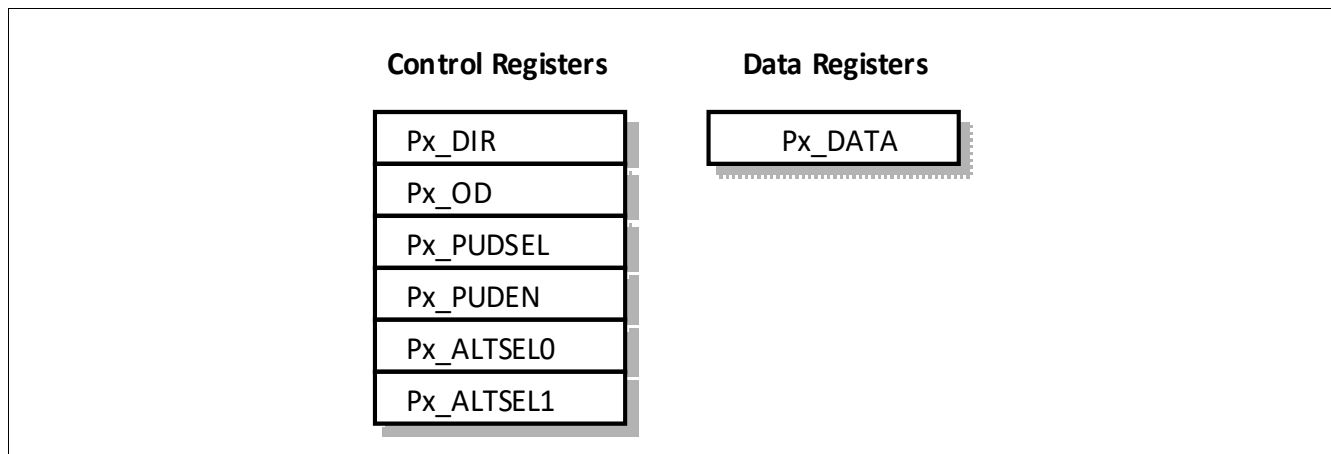 Control Registers
Px_DIR
Px_OD
Px_PUDSEL
Px_PUDEN
Px_ALTSEL0
Px_ALTSEL1
Data Registers
Px_DATA